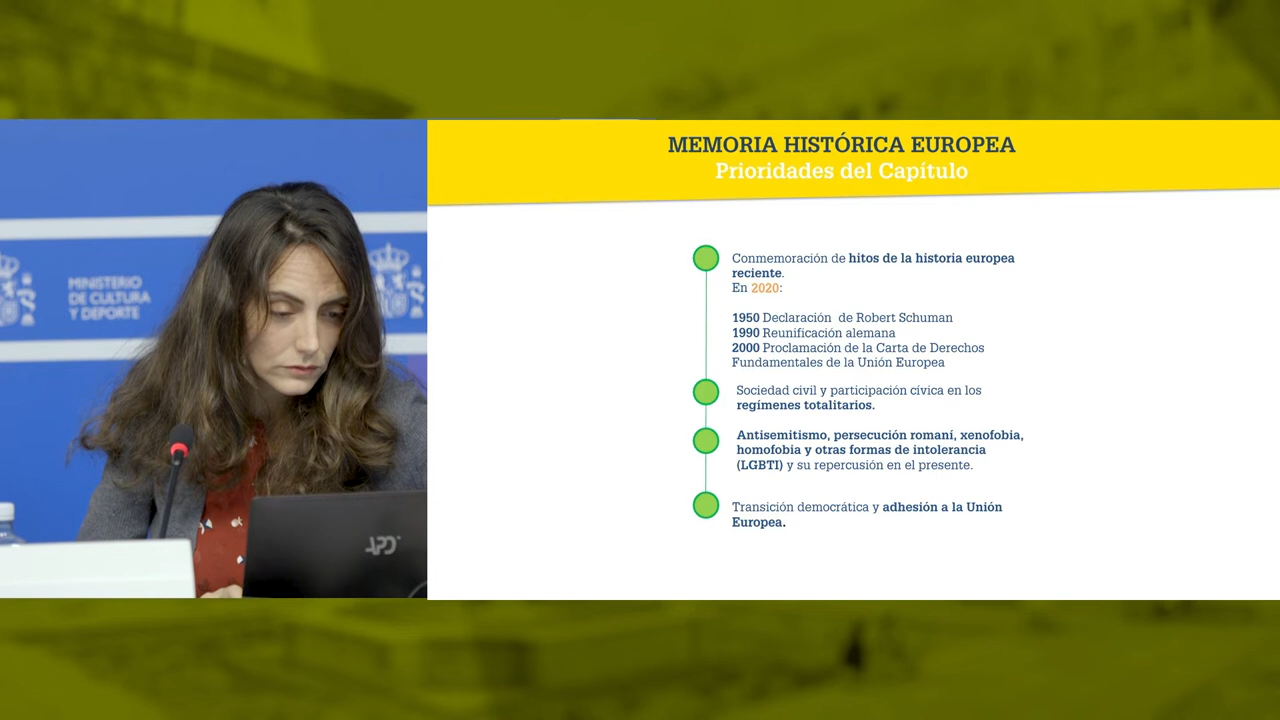 MEMORIA HISTÓRICA EUROPEA
Prioridades del Capítulo
MINISTERIO
DE CULTURA
Y DEPORTE
Conmemoración de hitos de la historia europea
reciente.
En 2020:
1950 Declaración de Robert Schuman
1990 Reunificación alemana
2000 Proclamación de la Carta de Derechos
Fundamentales de la Unión Europea
Sociedad civil y participación cívica en los
regímenes totalitarios.
Antisemitismo, persecución romaní, xenofobia,
homofobia y otras formas de intolerancia
(LGBTI) y su repercusión en el presente.
Transición democrática y adhesión a la Unión
Europea.
APD